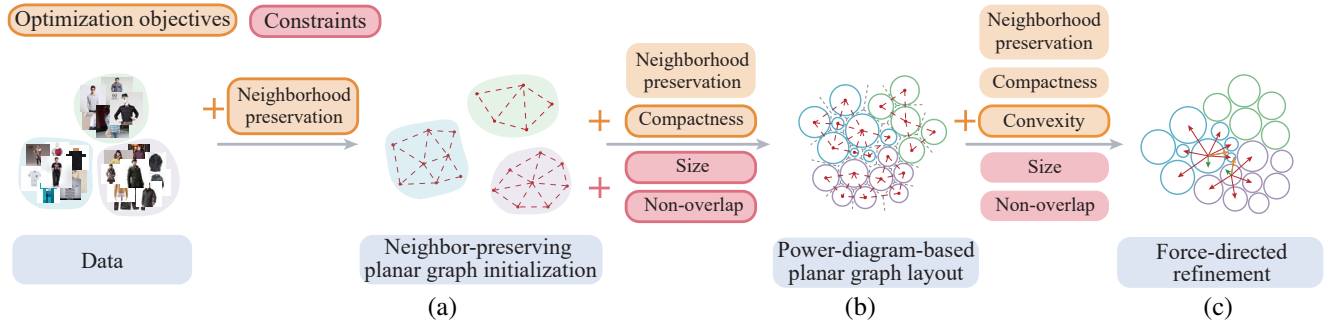 Optimization objectives
Constraints
+
Neighborhood
preservation
+
+
Neighborhood
preservation
Compactness
Size
Non-overlap
+
Neighborhood
preservation
Compactness
Convexity
Size
Non-overlap
Data
Neighbor-preserving
planar graph initialization
Power-diagram-based
planar graph layout
Force-directed
refinement
(a)
(b)
(c)